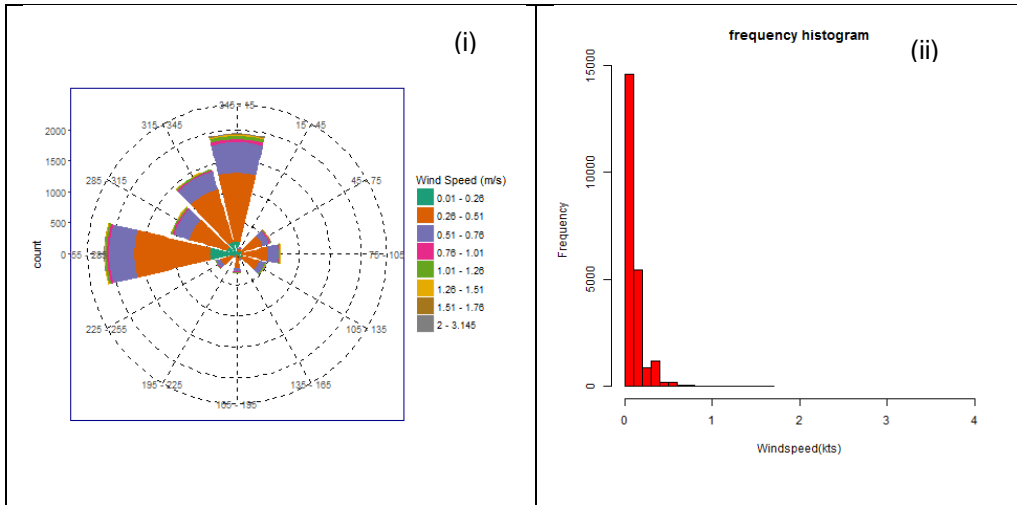 (i)
345 - 15
315 - 345
15 - 45
285 - 315
45 - 75
75 - 105
225 - 255
105 - 135
195 - 225
135 - 165
165 - 195
2000
1500
1000
500
0
count
Wind Speed (m/s)
0.01 - 0.26
0.26 - 0.51
0.51 - 0.76
0.76 - 1.01
1.01 - 1.26
1.26 - 1.51
1.51 - 1.76
2 - 3.145
(ii)
frequency histogram
15000
10000
5000
0
Frequency
0 1 2 3 4
Windspeed(kts)